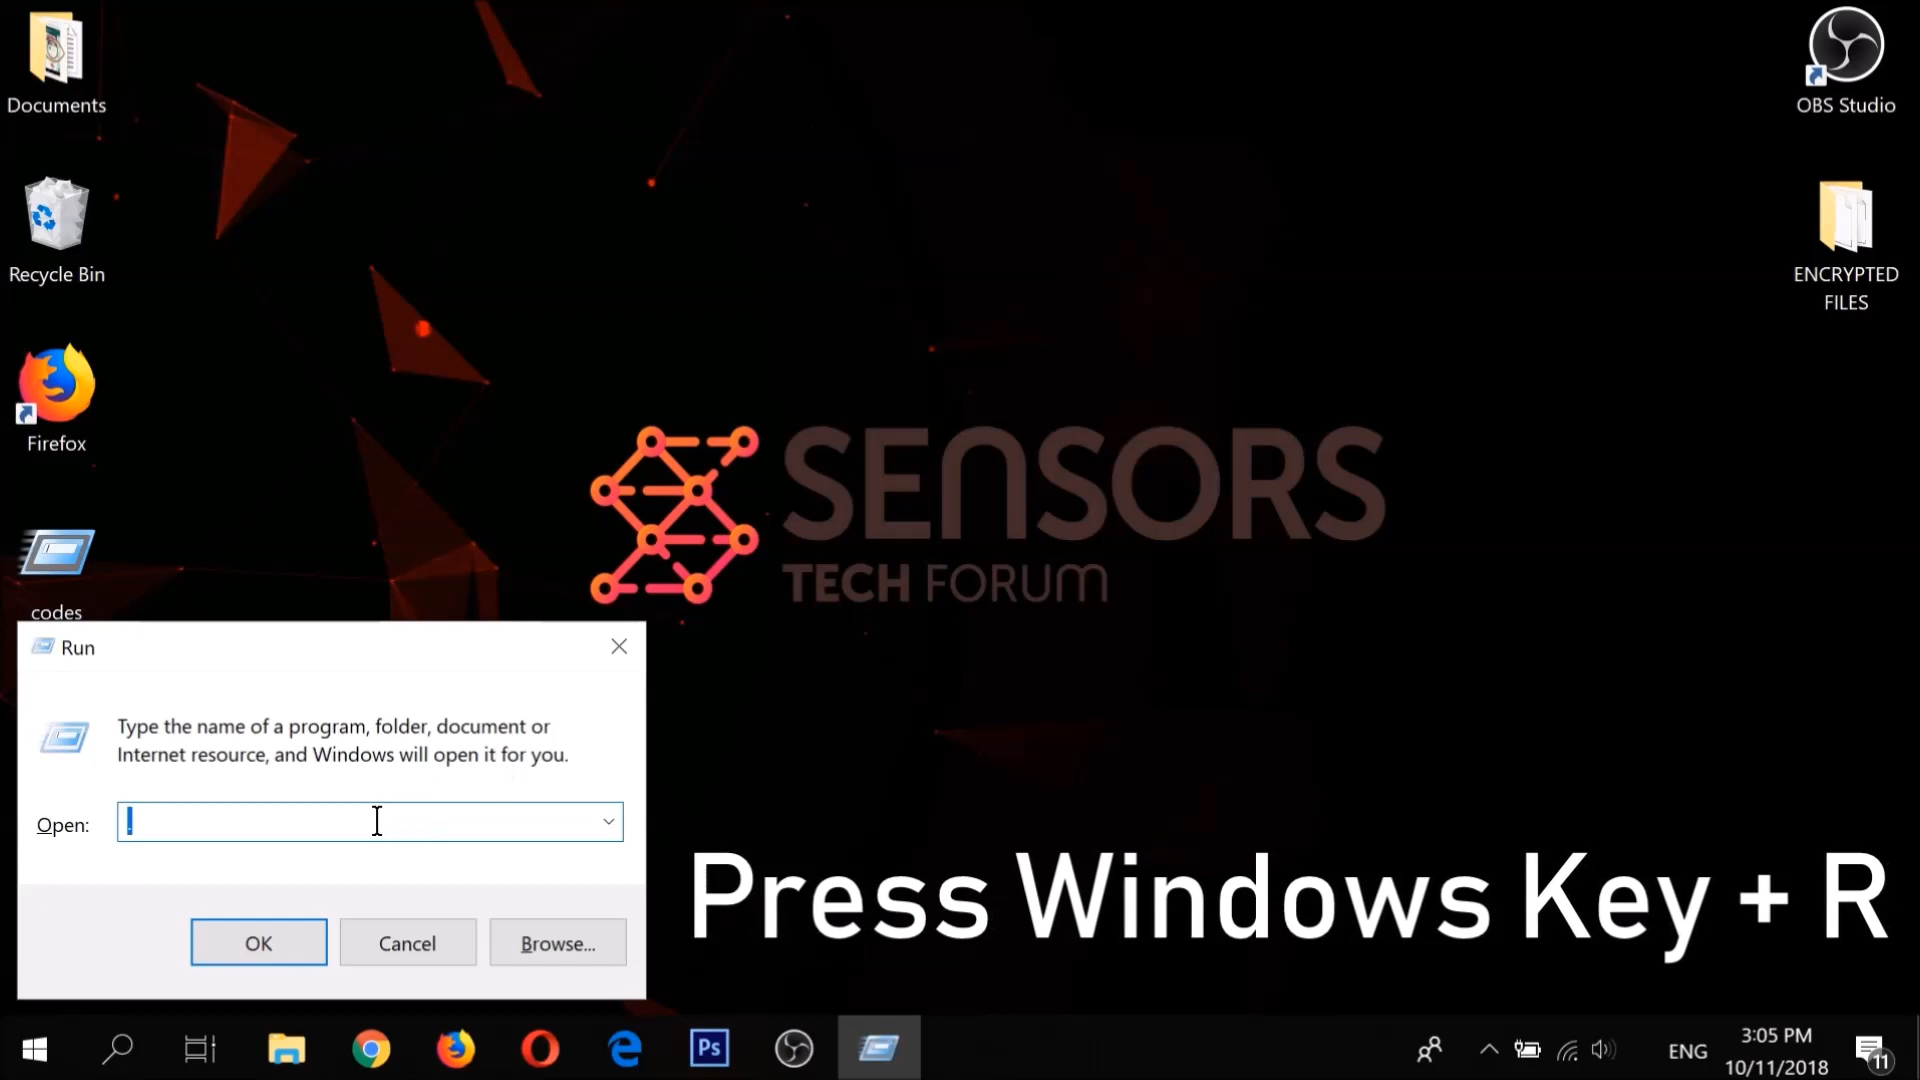 Documents
OBS Studio
Recycle Bin
ENCRYPTED
FILES
Firefox
SENSORS
TECH FORUM
codes
Run
Type the name of a program, folder, document or
Internet resource, and Windows will open it for you.
Open:
OK
Cancel
Browse...
Press Windows Key + R
Ps
ENG
3:05 PM
10/11/2018
11